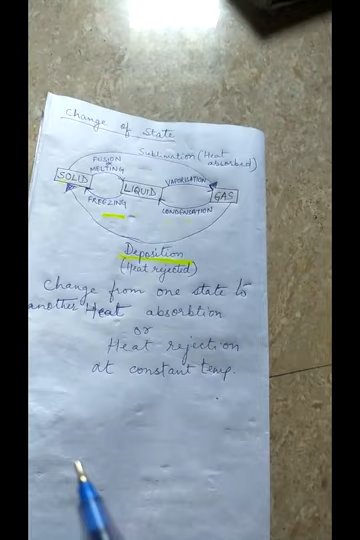 Change of State
Sublimation (Heat
absorbed)
FUSION
OR
MELTING
SOLID
LIQUID
VAPORISATION
GAS
FREEZING
CONDENSATION
Deposition
(Heat rejected)
Change from one state to
another Heat absorbtion
or
Heat rejection
at constant temp.